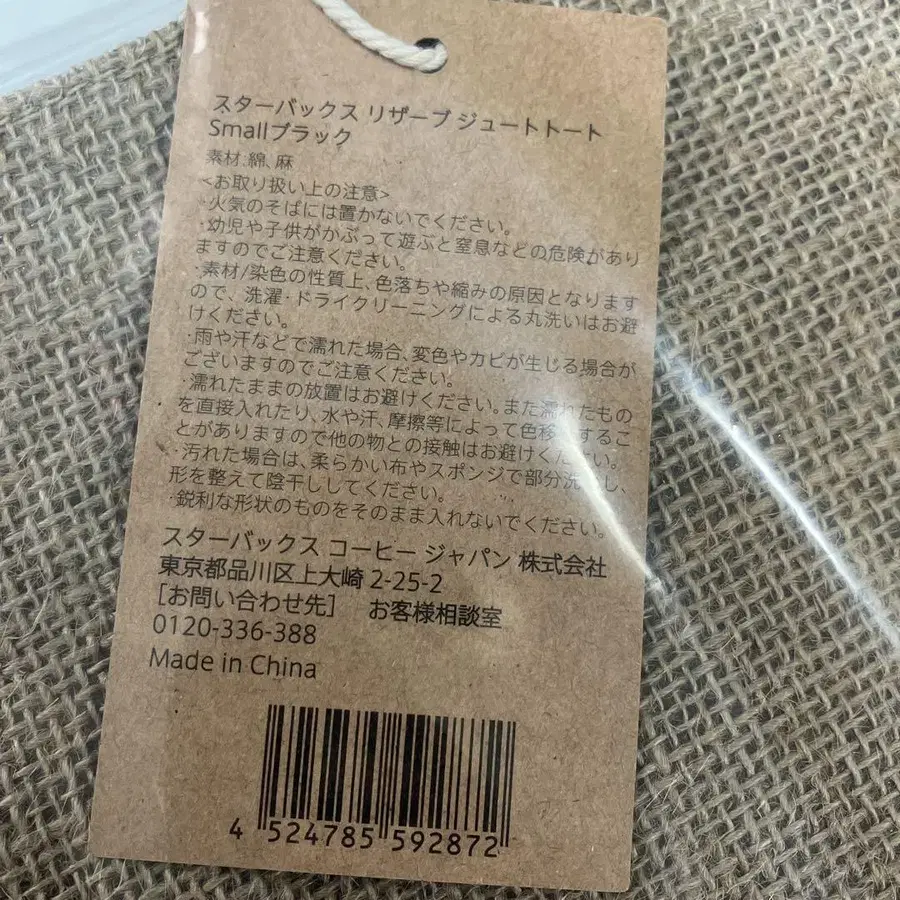 スターバックス リザーブ ジュートトート
Smallブラック
素材:綿、麻
<お取り扱い上の注意>
・火気のそばには置かないでください。
・幼児や子供がかぶって遊ぶと窒息などの危険があり
ますのでご注意ください。
・素材/染色の性質上、色落ちや縮みの原因となります
ので、洗濯・ドライクリーニングによる丸洗いはお避
けください。
・雨や汗などで濡れた場合、変色やカビが生じる場合が
ございますのでご注意ください。
・濡れたままの放置はお避けください。また濡れたもの
を直接入れたり、水や汗、摩擦等によって色移 するこ
とがありますので他の物との接触はお避けください。
・汚れた場合は、柔らかい布やスポンジで部分洗 し、
形を整えて陰干ししてください。
・鋭利な形状のものをそのまま入れないでください。
スターバックス コーヒー ジャパン 株式会社
東京都品川区上大崎 2-25-2
[お問い合わせ先] お客様相談室
0120-336-388
Made in China
4 524785 592872